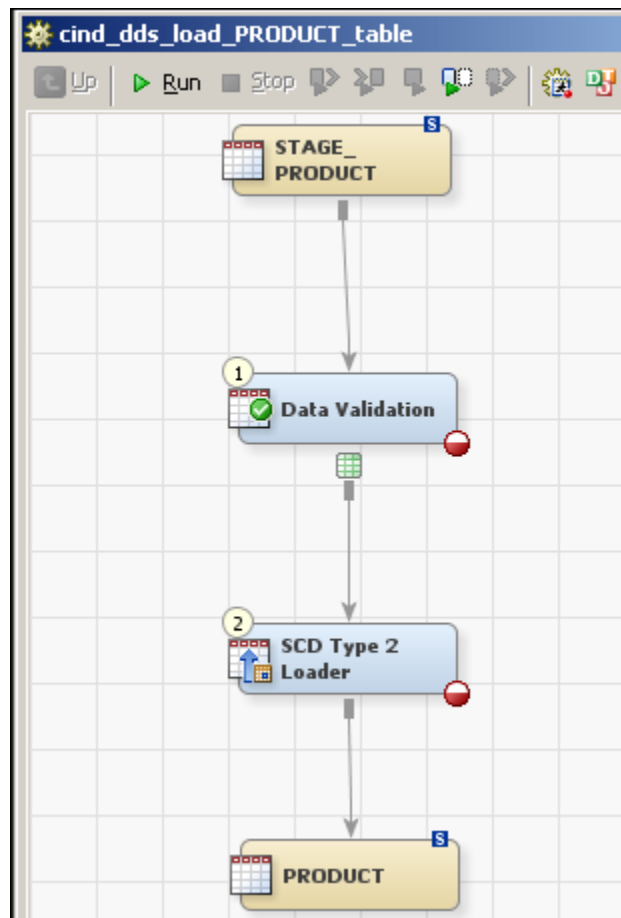 cind_dds_load_PRODUCT_table
Up Run Stop
S
STAGE_
PRODUCT
1
Data Validation
2
SCD Type 2
Loader
S
PRODUCT